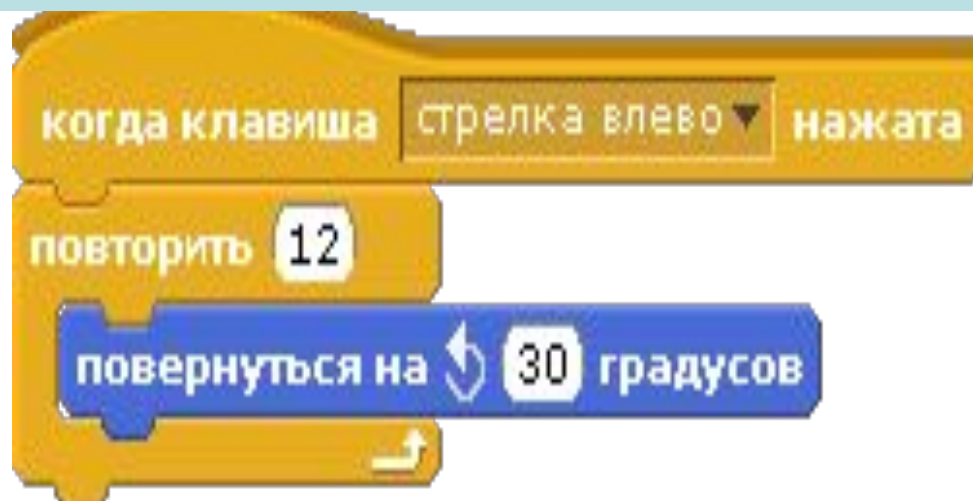 когда клавиша стрелка влево нажата
повторить 12
повернуться на 30 градусов